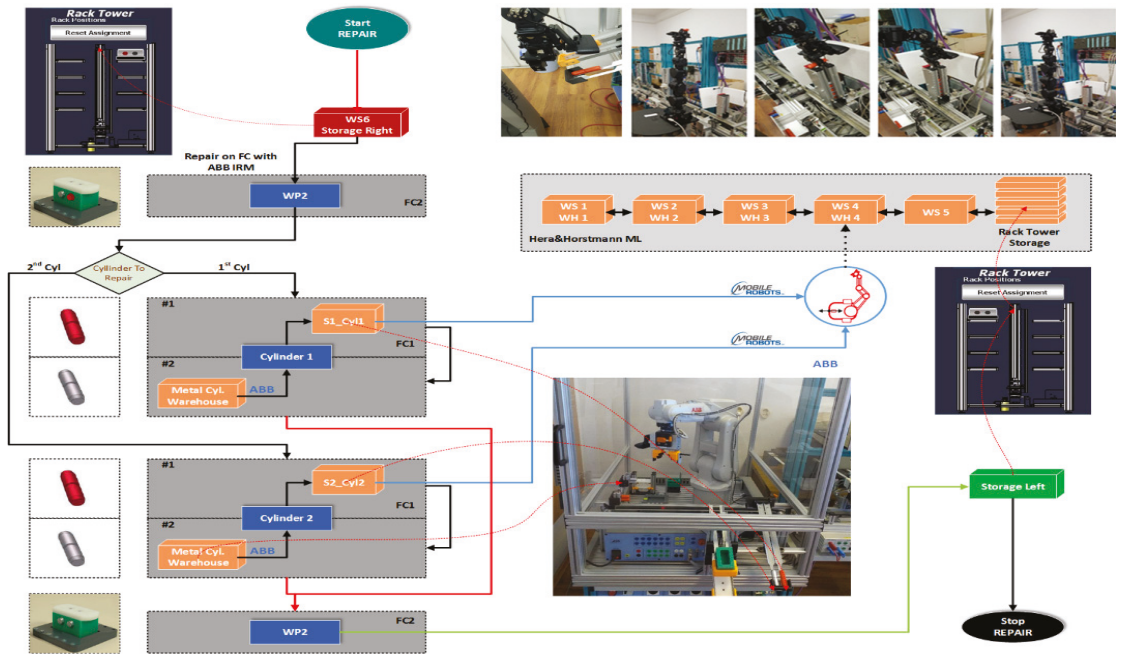 Rack Tower
Rack Positions
Reset Assignment
Start
REPAIR
WS6
Storage Right
Repair on FC with
ABB IRM
WP2
FC2
WS 1
WH 1
WS 2
WH 2
WS 3
WH 3
WS 4
WH 4
WS 5
Rack Tower
Storage
Hera&Horstmann ML
2nd Cyl
Cyllinder To
Repair
1st Cyl
#1
S1_Cyl1
FC1
#2
Cylinder 1
Metal Cyl.
Warehouse
ABB
MOBILE
ROBOTS
MOBILE
ROBOTS
ABB
Rack Tower
Rack Positions
Reset Assignment
ABB
#1
S2_Cyl2
FC1
#2
Cylinder 2
Metal Cyl.
Warehouse
ABB
Storage Left
WP2
FC2
Stop
REPAIR